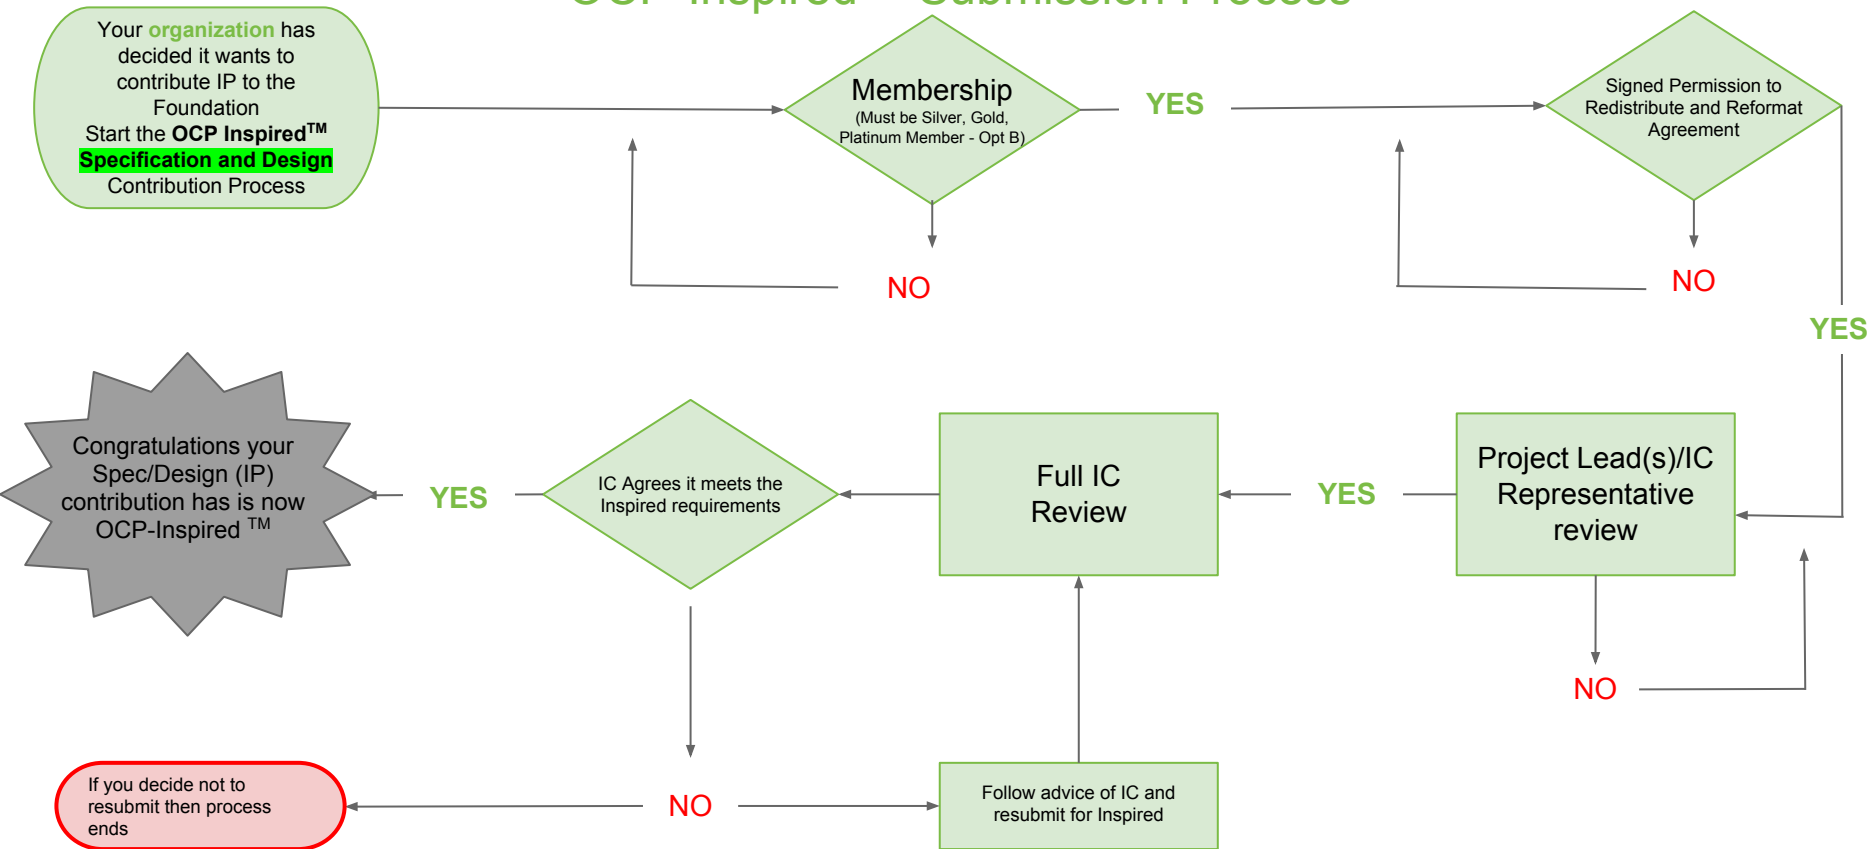 OCP-Inspired™ Submission Process
Your organization has
decided it wants to
contribute IP to the
Foundation
Start the OCP Inspired™
Specification and Design
Contribution Process
Membership
(Must be Silver, Gold,
Platinum Member - Opt B)
YES
Signed Permission to
Redistribute and Reformat
Agreement
NO
NO
YES
Congratulations your
Spec/Design (IP)
contribution has is now
OCP-Inspired ™
YES
IC Agrees it meets the
Inspired requirements
Full IC
Review
YES
Project Lead(s)/IC
Representative
review
NO
If you decide not to
resubmit then process
ends
NO
Follow advice of IC and
resubmit for Inspired